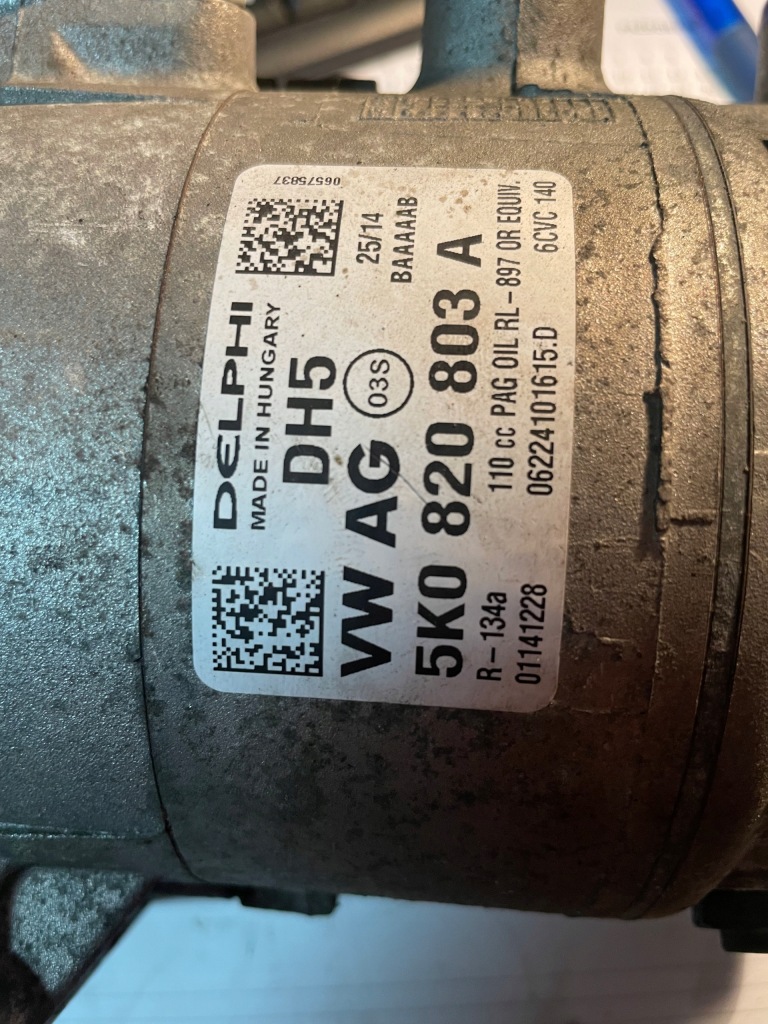 06575837
DELPHI
MADE IN HUNGARY
25/14
DH5
BAAAAAB
VW AG
03S
5K0 820 803 A
R-134a 110 cc PAG OIL RL-897 OR EQUIV.
01141228 06224101615:D 6CVC 140